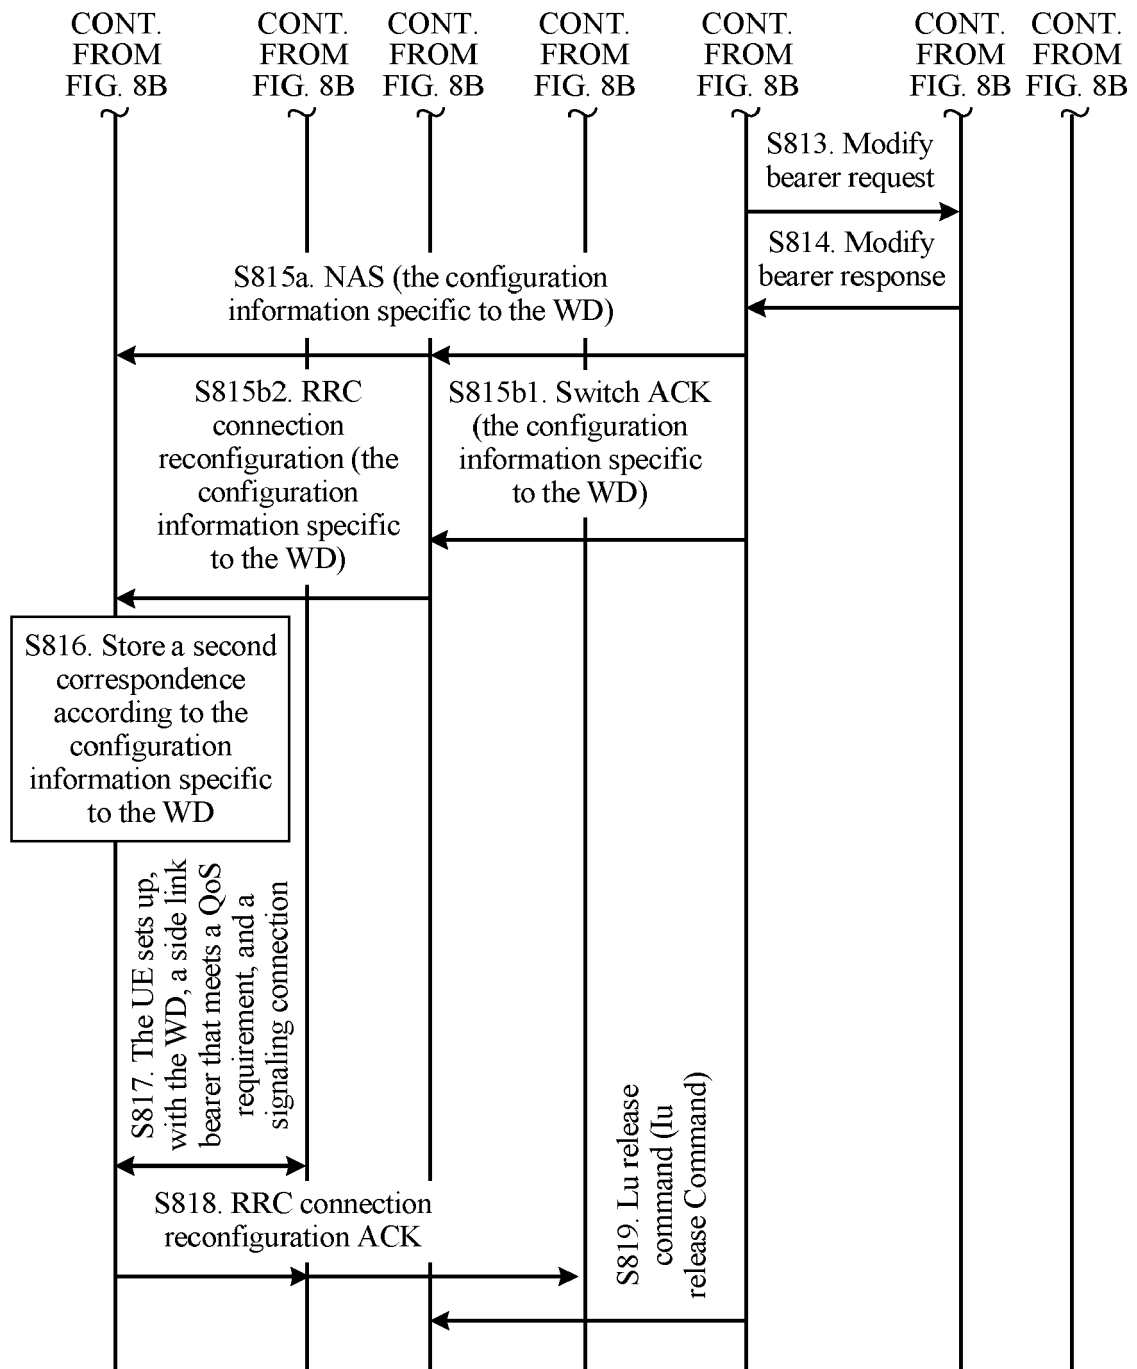 CONT.
FROM
FIG. 8B
CONT.
FROM
FIG. 8B
CONT.
FROM
FIG. 8B
CONT.
FROM
FIG. 8B
CONT.
FROM
FIG. 8B
CONT.
FROM
FIG. 8B
CONT.
FROM
FIG. 8B
S813. Modify
bearer request
S814. Modify
bearer response
S815a. NAS (the configuration
information specific to the WD)
S815b2. RRC
connection
reconfiguration (the
configuration
information specific
to the WD)
S815b1. Switch ACK
(the configuration
information specific
to the WD)
S816. Store a second
correspondence
according to the
configuration
information specific
to the WD
S817. The UE sets up,
with the WD, a side link
bearer that meets a QoS
requirement, and a
signaling connection
S818. RRC connection
reconfiguration ACK
S819. Lu release
command (Iu
release Command)